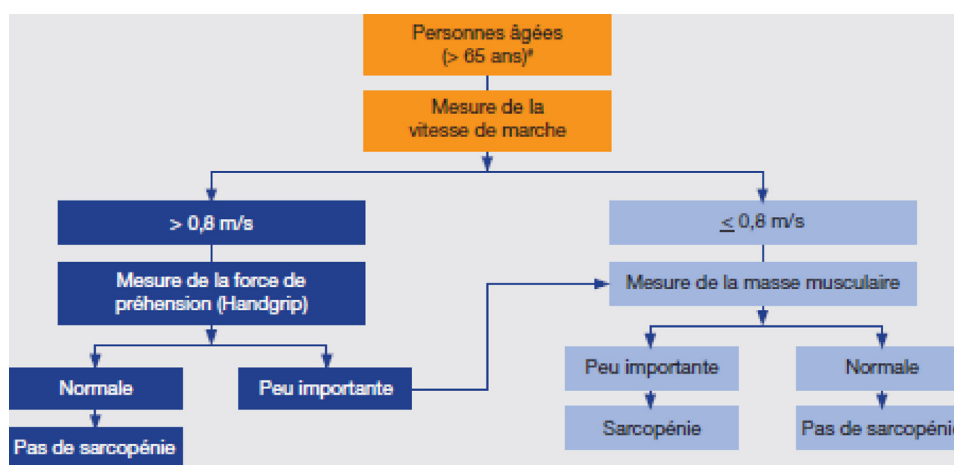 Personnes âgées
(> 65 ans)*
Mesure de la
vitesse de marche
> 0,8 m/s
≤ 0,8 m/s
Mesure de la force de
préhension (Handgrip)
Mesure de la masse musculaire
Normale
Peu importante
Peu importante
Normale
Pas de sarcopénie
Sarcopénie
Pas de sarcopénie